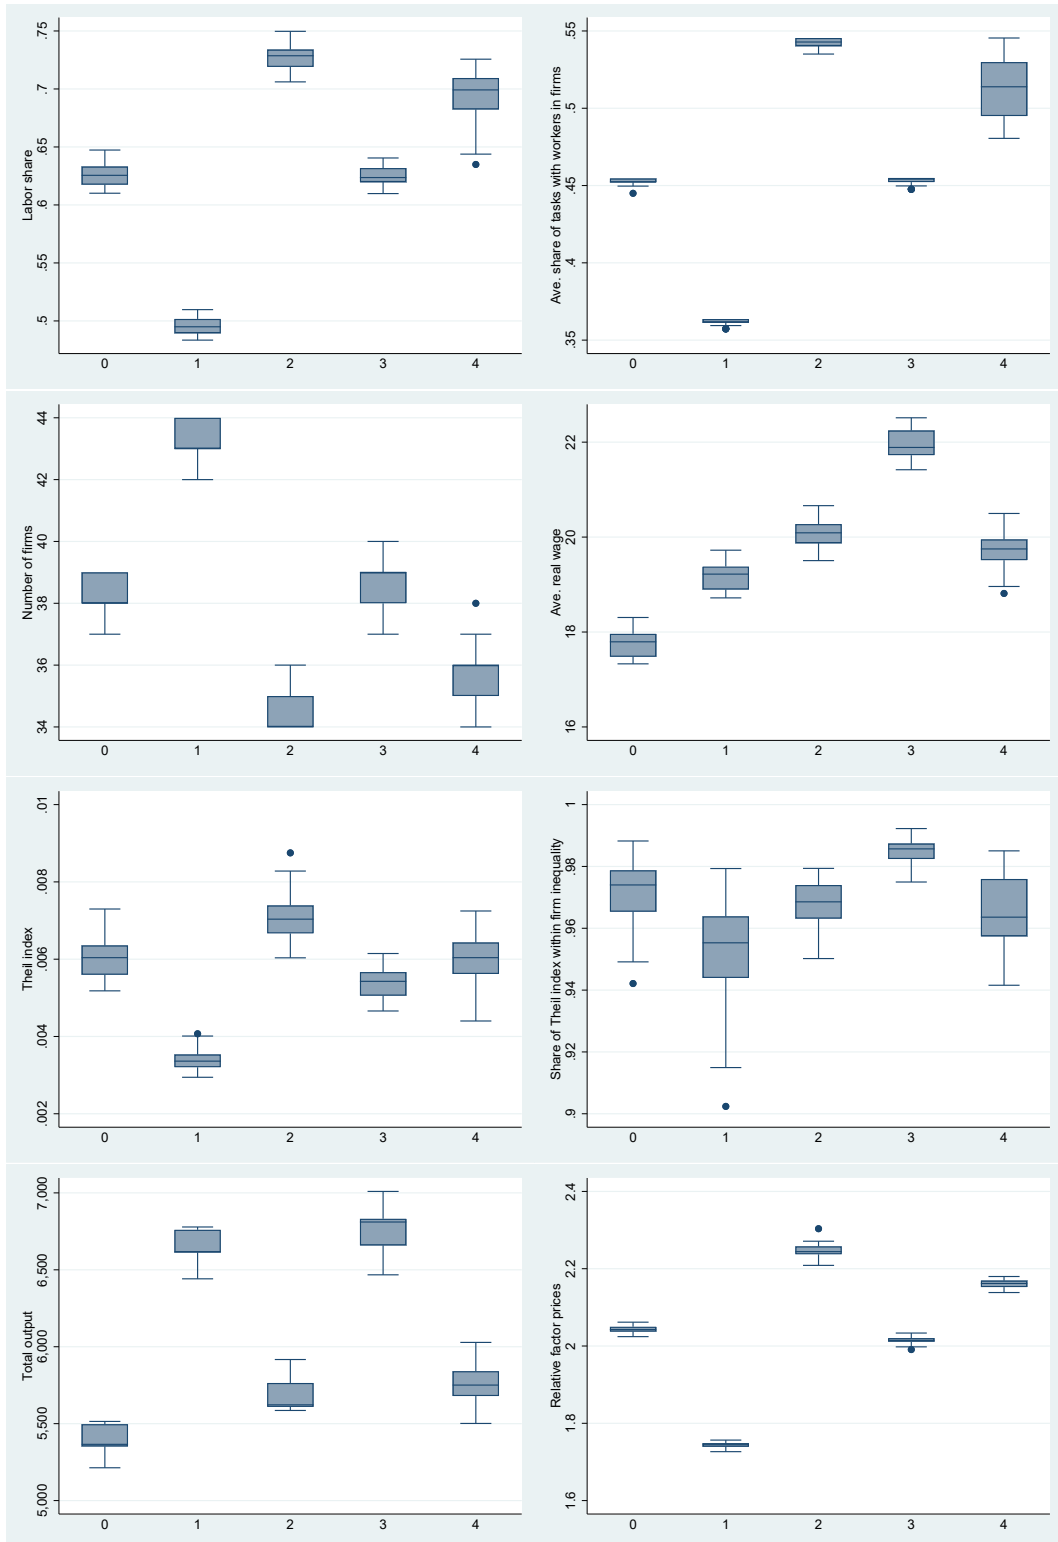 Labor share
.75
.7
.65
.6
.55
.5
0 1 2 3 4
Ave. share of tasks with workers in firms
.55
.5
.45
.4
.35
0 1 2 3 4
Number of firms
44
42
40
38
36
34
0 1 2 3 4
Ave. real wage
22
20
18
16
0 1 2 3 4
Theil index
.01
.008
.006
.004
.002
0 1 2 3 4
Share of Theil index within firm inequality
1
.98
.96
.94
.92
.9
0 1 2 3 4
Total output
7,000
6,500
6,000
5,500
5,000
0 1 2 3 4
Relative factor prices
2.4
2.2
2
1.8
1.6
0 1 2 3 4